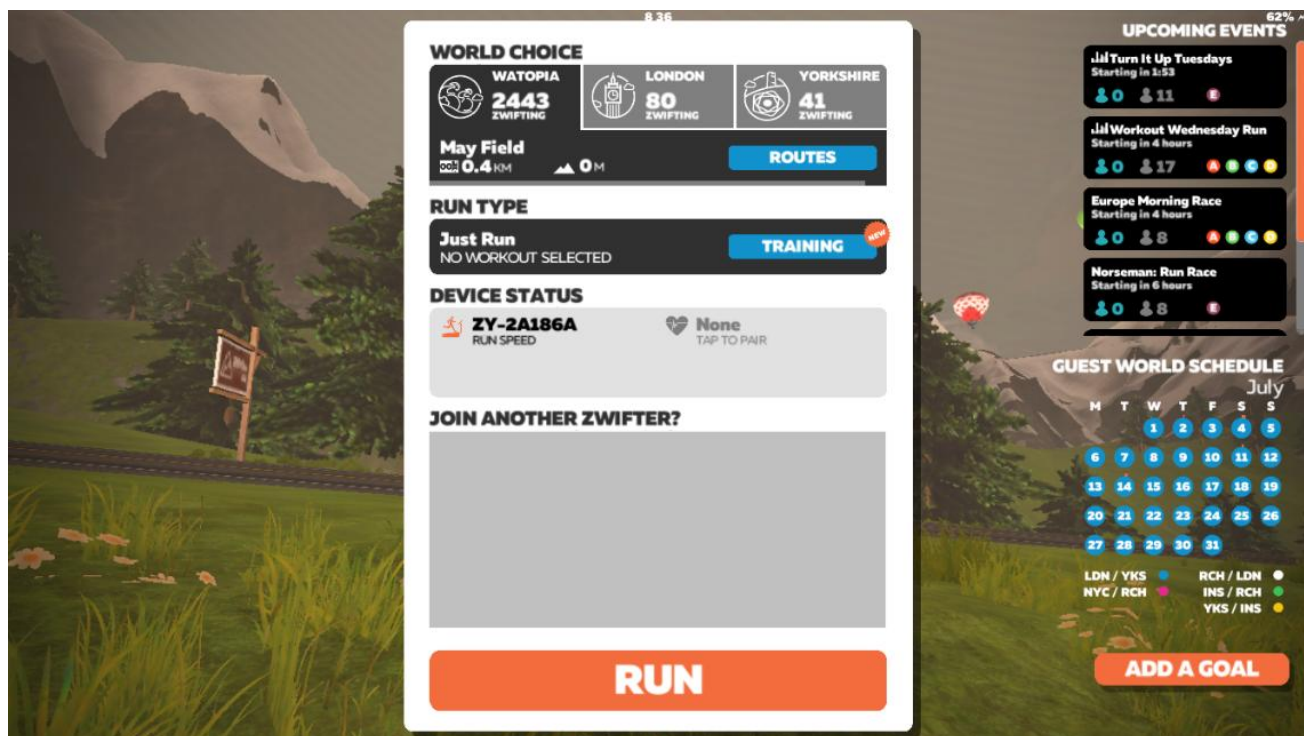 8 36
62%
WORLD CHOICE
WATOPIA
2443
ZWIFTING
LONDON
80
ZWIFTING
YORKSHIRE
41
ZWIFTING
May Field
0.4 KM
0 M
ROUTES
RUN TYPE
Just Run
NO WORKOUT SELECTED
TRAINING
NEW
DEVICE STATUS
ZY-2A186A
RUN SPEED
None
TAP TO PAIR
JOIN ANOTHER ZWIFTER?
RUN
UPCOMING EVENTS
Turn It Up Tuesdays
Starting in 1:53
0 11 E
Workout Wednesday Run
Starting in 4 hours
0 17 A B C D
Europe Morning Race
Starting in 4 hours
0 8 A B C D
Norseman: Run Race
Starting in 6 hours
0 8 E
GUEST WORLD SCHEDULE
July
M T W T F S S
1 2 3 4 5
6 7 8 9 10 11 12
13 14 15 16 17 18 19
20 21 22 23 24 25 26
27 28 29 30 31
LDN / YKS RCH / LDN
NYC / RCH INS / RCH
YKS / INS
ADD A GOAL